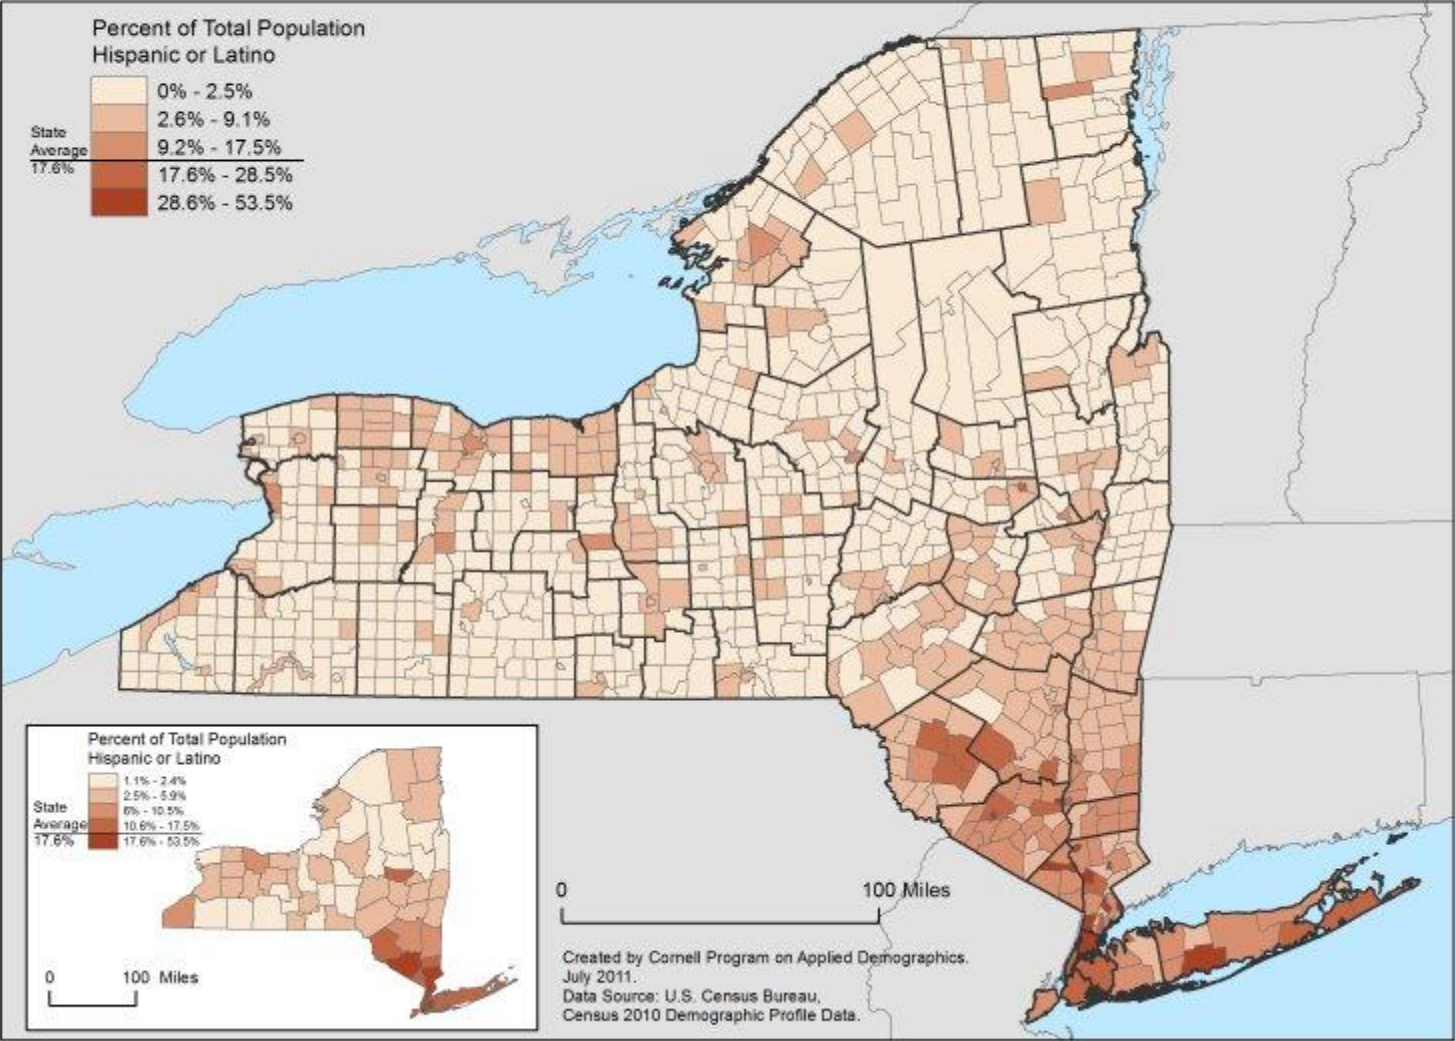 Percent of Total Population
Hispanic or Latino
0% - 2.5%
2.6% - 9.1%
9.2% - 17.5%
17.6% - 28.5%
28.6% - 53.5%
State
Average
17.6%
Percent of Total Population
Hispanic or Latino
1.1% - 2.4%
2.5% - 5.9%
6% - 10.5%
10.6% - 17.5%
17.6% - 53.5%
State
Average
17.6%
0 100 Miles
0 100 Miles
Created by Cornell Program on Applied Demographics.
July 2011.
Data Source: U.S. Census Bureau,
Census 2010 Demographic Profile Data.